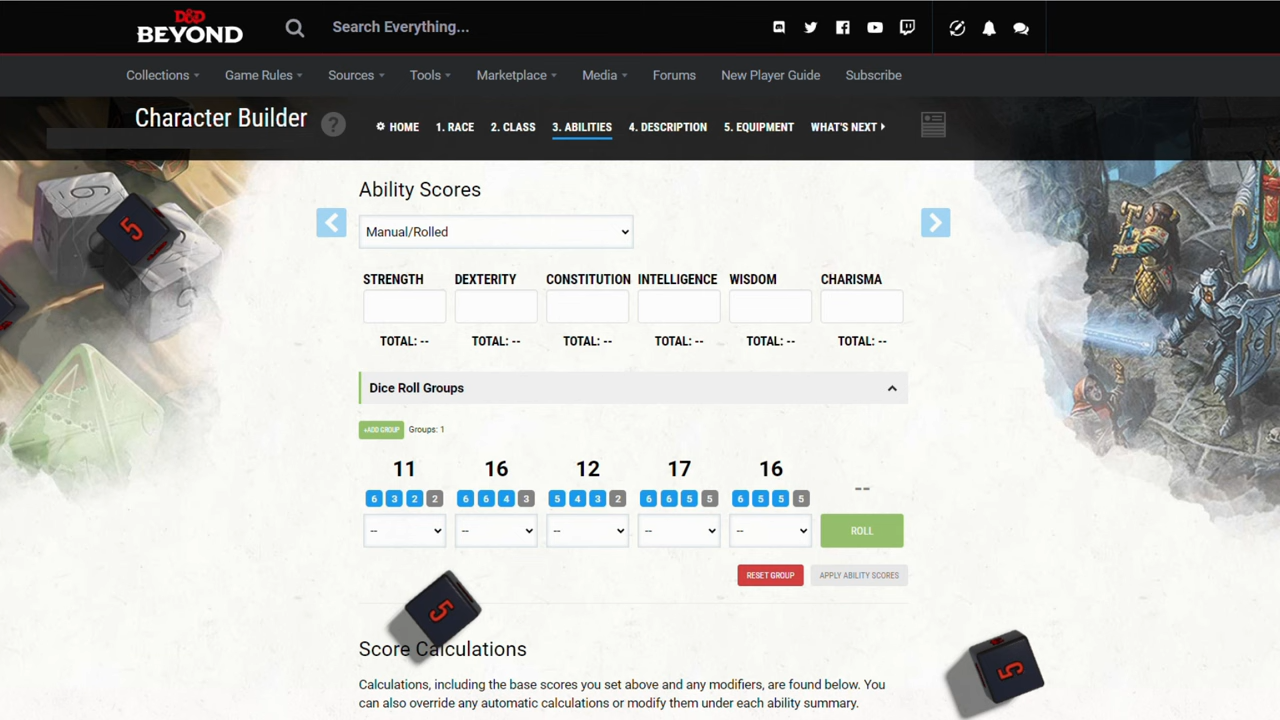 D&D
BEYOND
Search Everything...
Collections
Game Rules
Sources
Tools
Marketplace
Media
Forums
New Player Guide
Subscribe
Character Builder
?
HOME
1. RACE
2. CLASS
3. ABILITIES
4. DESCRIPTION
5. EQUIPMENT
WHAT'S NEXT
Ability Scores
Manual/Rolled
STRENGTH DEXTERITY CONSTITUTION INTELLIGENCE WISDOM CHARISMA
TOTAL: -- TOTAL: -- TOTAL: -- TOTAL: -- TOTAL: -- TOTAL: --
Dice Roll Groups
+ADD GROUP Groups: 1
11 16 12 17 16 --
6 3 2 2 6 6 4 3 5 4 3 2 6 6 5 5 6 5 5 5
-- -- -- -- -- ROLL
RESET GROUP APPLY ABILITY SCORES
Score Calculations
Calculations, including the base scores you set above and any modifiers, are found below. You
can also override any automatic calculations or modify them under each ability summary.
5
5
5